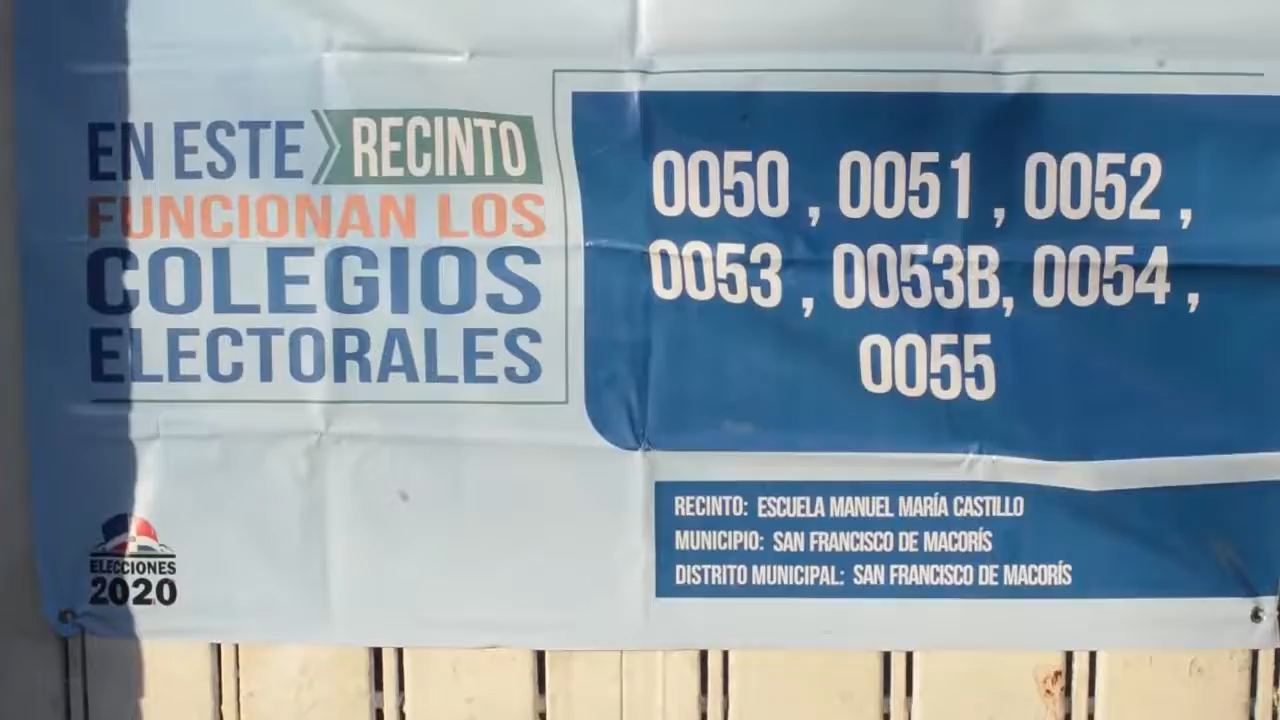 EN ESTE RECINTO
FUNCIONAN LOS
COLEGIOS
ELECTORALES
0050 , 0051 , 0052 ,
0053 , 0053B, 0054 ,
0055
RECINTO: ESCUELA MANUEL MARÍA CASTILLO
MUNICIPIO: SAN FRANCISCO DE MACORÍS
DISTRITO MUNICIPAL: SAN FRANCISCO DE MACORÍS
ELECCIONES
2020